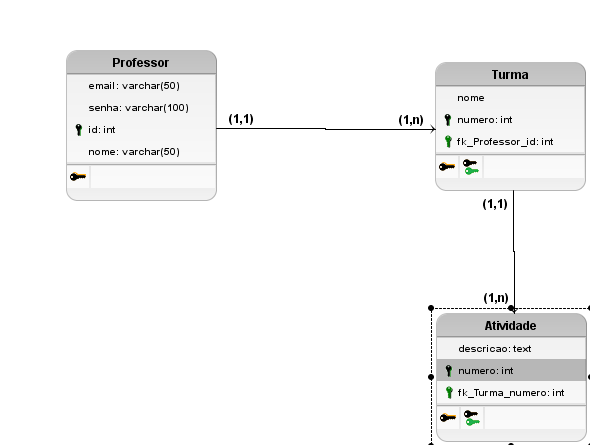 Professor
email: varchar(50)
senha: varchar(100)
id: int
nome: varchar(50)
(1,1)
(1,n)
Turma
nome
numero: int
fk_Professor_id: int
(1,1)
(1,n)
Atividade
descricao: text
numero: int
fk_Turma_numero: int